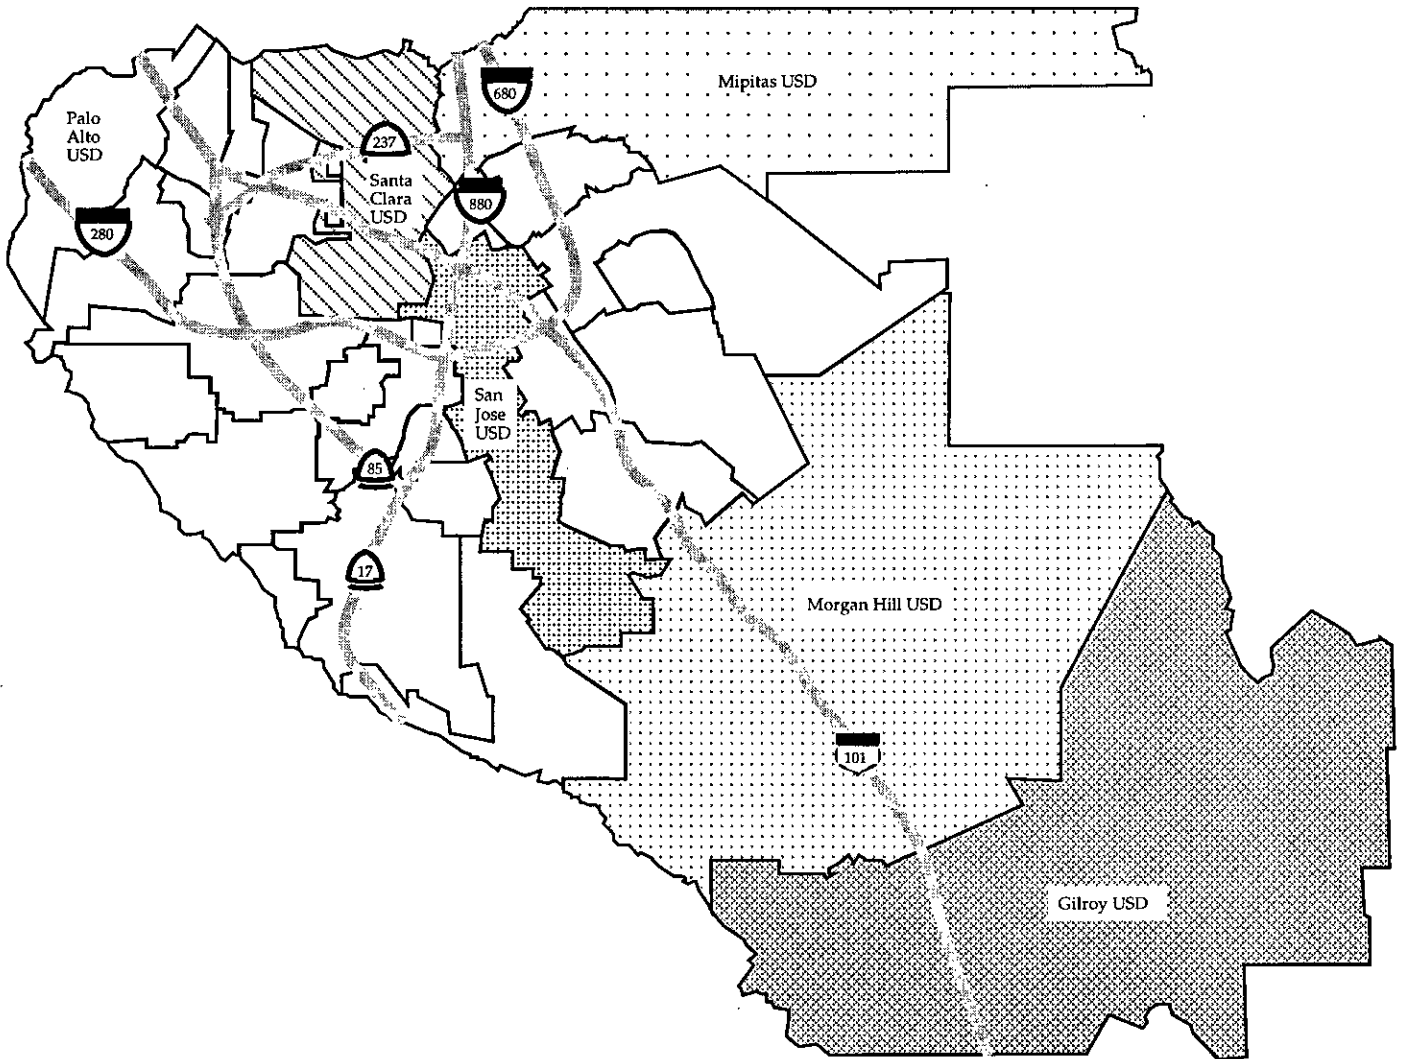 Mipitas USD
680
Palo
Alto
USD
237
Santa
Clara
USD
880
280
San
Jose
USD
85
17
Morgan Hill USD
101
Gilroy USD